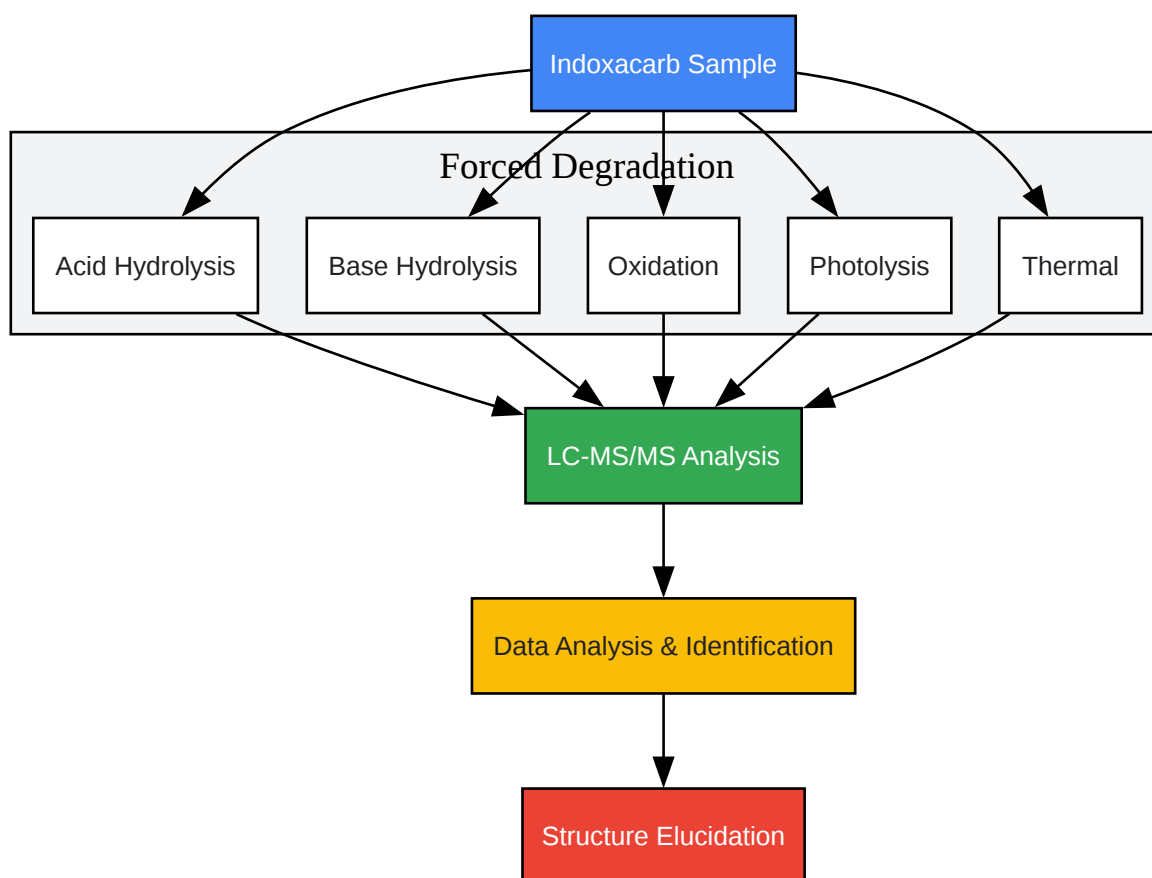 Indoxacarb Sample
Forced Degradation
Acid Hydrolysis
Base Hydrolysis
Oxidation
Photolysis
Thermal
LC-MS/MS Analysis
Data Analysis & Identification
Structure Elucidation